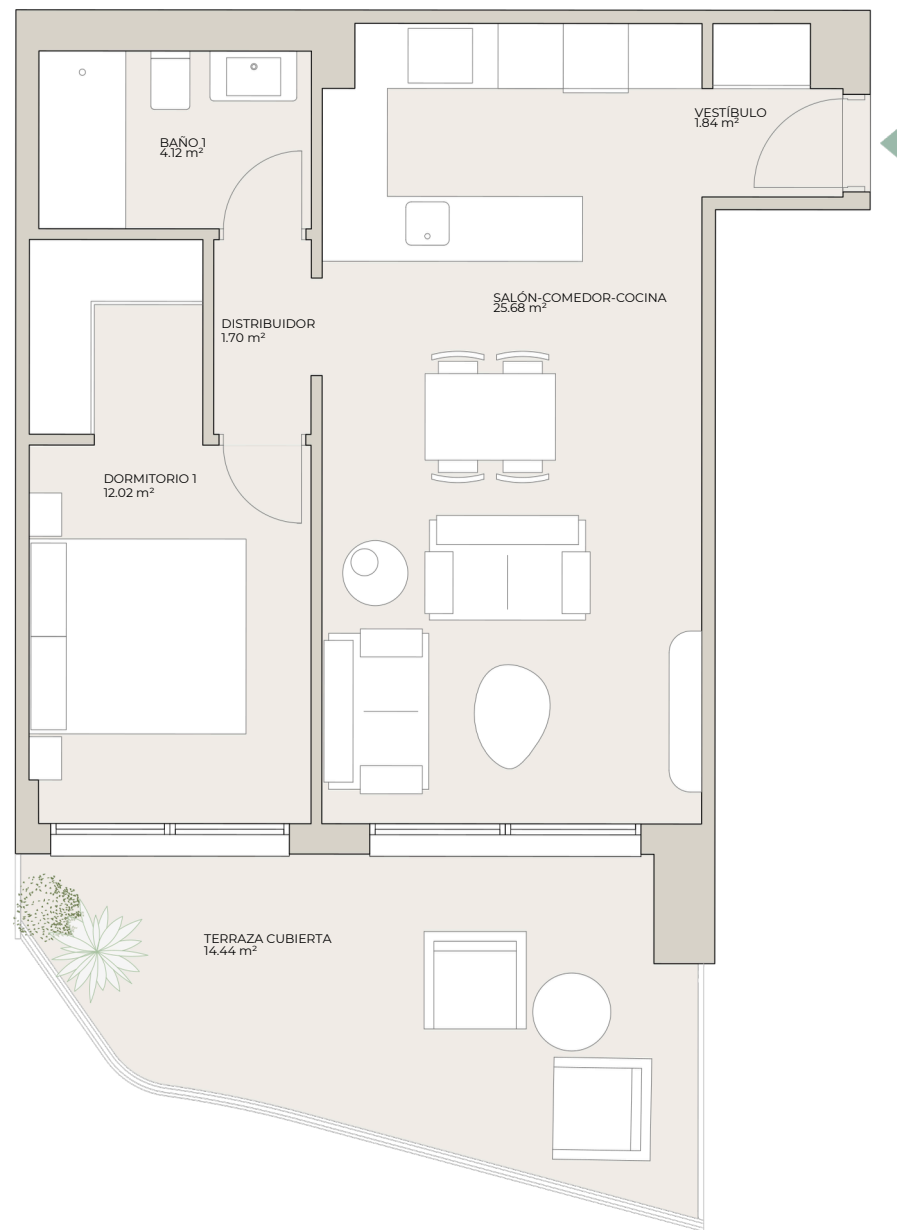 VESTÍBULO
1.84 m²
BAÑO 1
4.12 m²
SALÓN-COMEDOR-COCINA
25.68 m²
DISTRIBUIDOR
1.70 m²
DORMITORIO 1
12.02 m²
TERRAZA CUBIERTA
14.44 m²